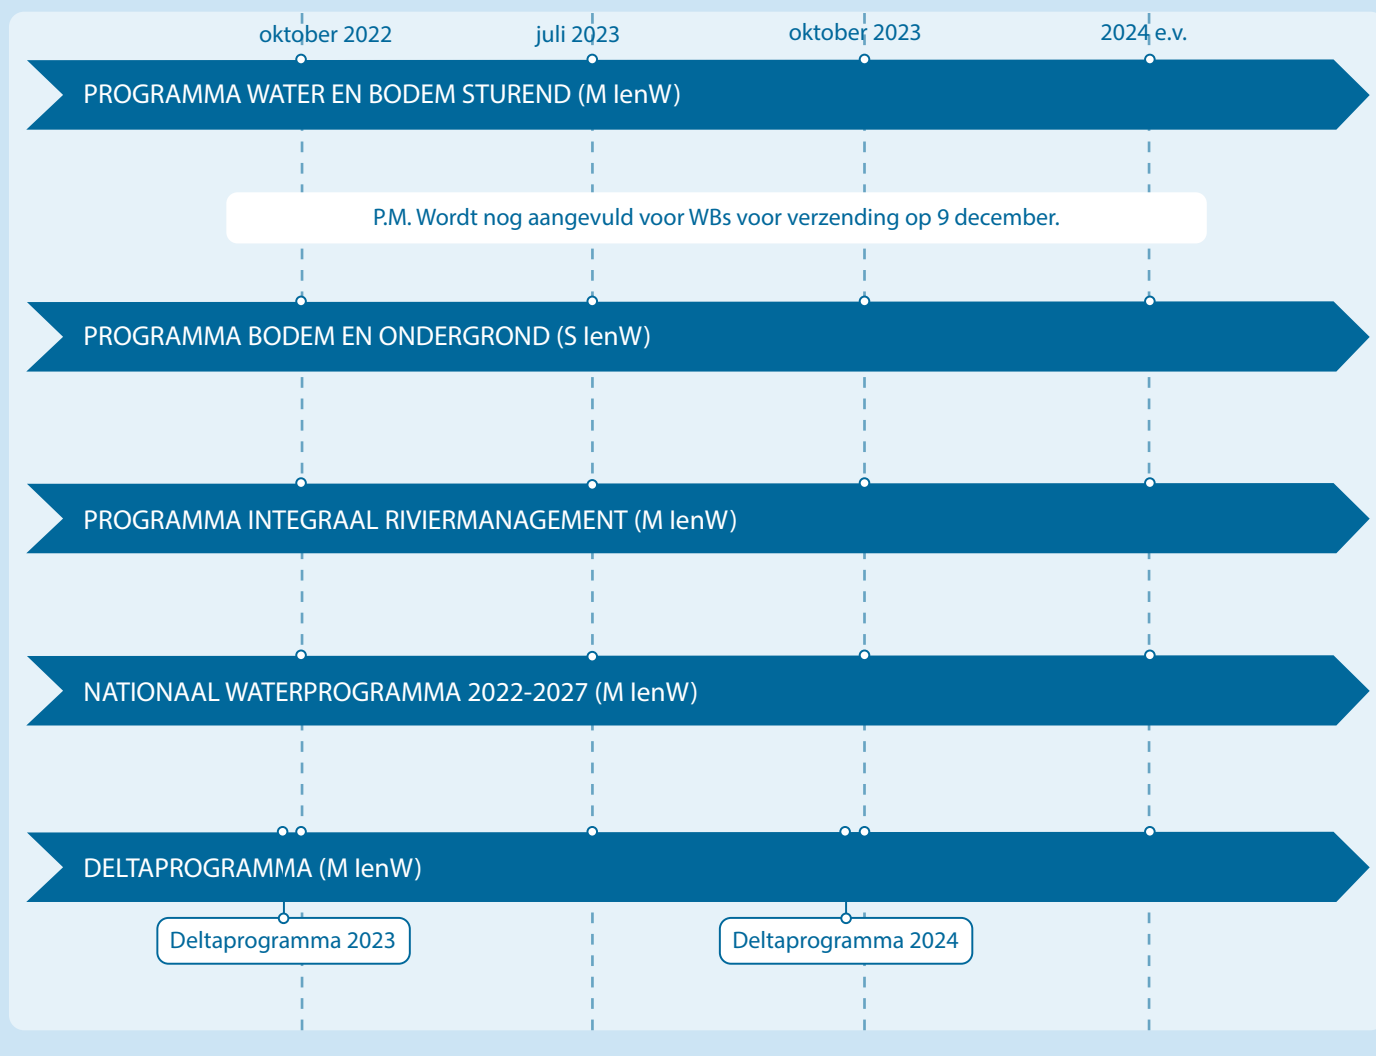 oktober 2022
juli 2023
oktober 2023
2024 e.v.
PROGRAMMA WATER EN BODEM STUREND (M IenW)
P.M. Wordt nog aangevuld voor WBs voor verzending op 9 december.
PROGRAMMA BODEM EN ONDERGROND (S IenW)
PROGRAMMA INTEGRAAL RIVIERMANAGEMENT (M IenW)
NATIONAAL WATERPROGRAMMA 2022-2027 (M IenW)
DELTAPROGRAMMA (M IenW)
Deltaprogramma 2023
Deltaprogramma 2024